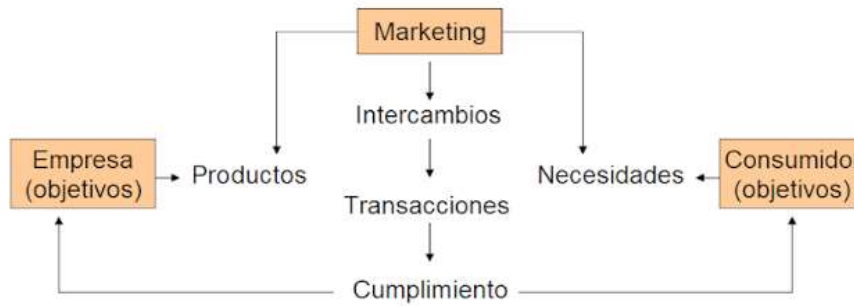 Marketing
Intercambios
Empresa
(objetivos)
Productos
Necesidades
Consumido
(objetivos)
Transacciones
Cumplimiento